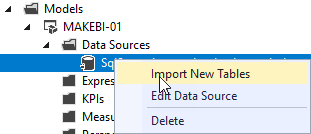 Models
MAKEBI-01
Data Sources
Import New Tables
Edit Data Source
Delete
KPIs